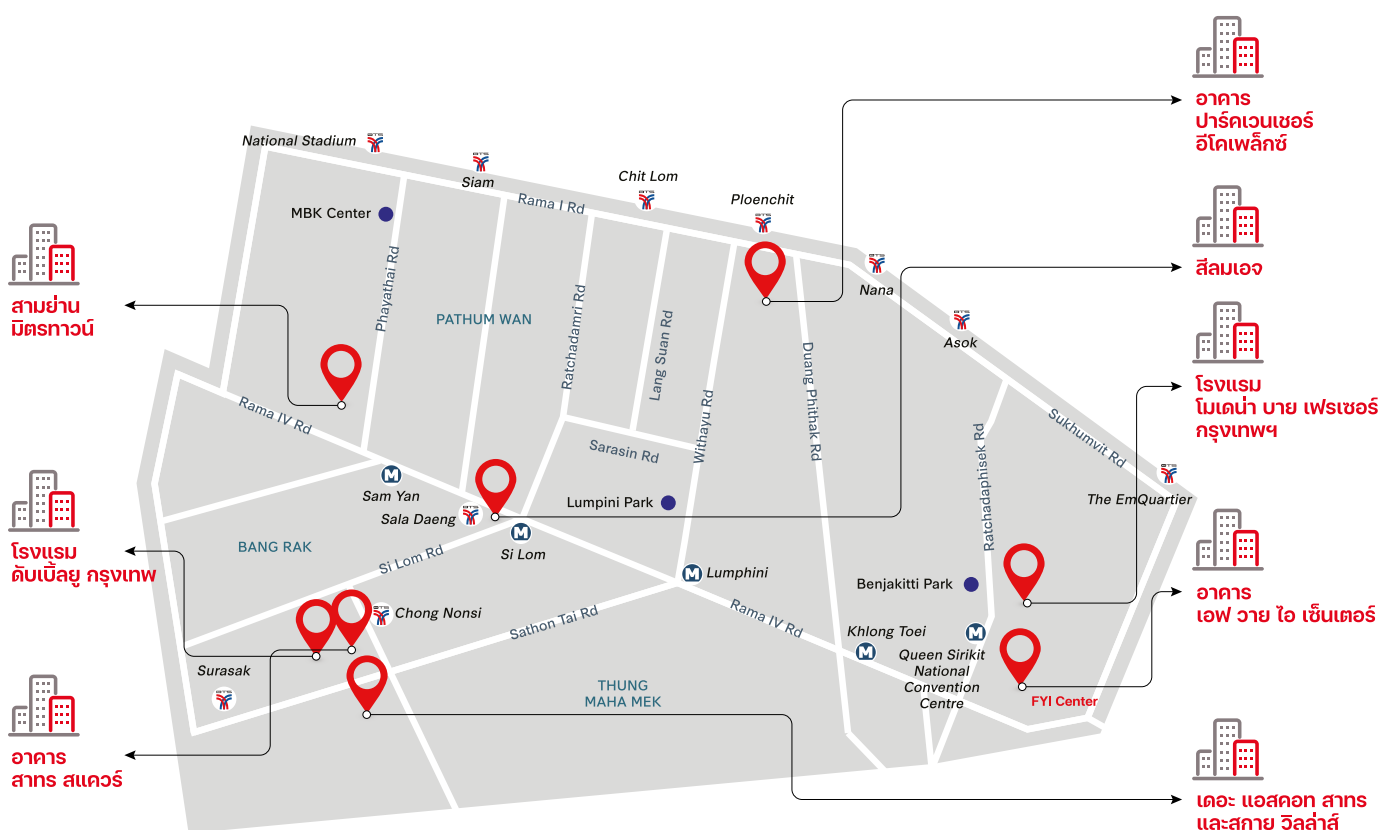 National Stadium
Siam
Rama I Rd
Chit Lom
Ploenchit
Nana
Asok
MBK Center
Phayathai Rd
PATHUM WAN
Ratchadamri Rd
Lang Suan Rd
Withayu Rd
Duang Phithak Rd
Ratchadaphisek Rd
Sukhumvit Rd
The EmQuartier
Rama IV Rd
Sarasin Rd
Sam Yan
Sala Daeng
Lumpini Park
Si Lom
BANG RAK
Si Lom Rd
Lumphini
Benjakitti Park
Chong Nonsi
Sathon Tai Rd
Rama IV Rd
Khlong Toei
Queen Sirikit
National
Convention
Centre
Surasak
THUNG
MAHA MEK
FYI Center
สามย่าน
มิตรทาวน์
โรงแรม
ดับเบิ้ลยู กรุงเทพ
อาคาร
สาทร สแควร์
อาคาร
ปาร์คเวนเชอร์
อีโคเพล็กซ์
สีลมเอจ
โรงแรม
โมเดน่า บาย เฟรเซอร์
กรุงเทพฯ
อาคาร
เอฟ วาย ไอ เซ็นเตอร์
เดอะ แอสคอท สาทร
และสกาย วิลล่าส์